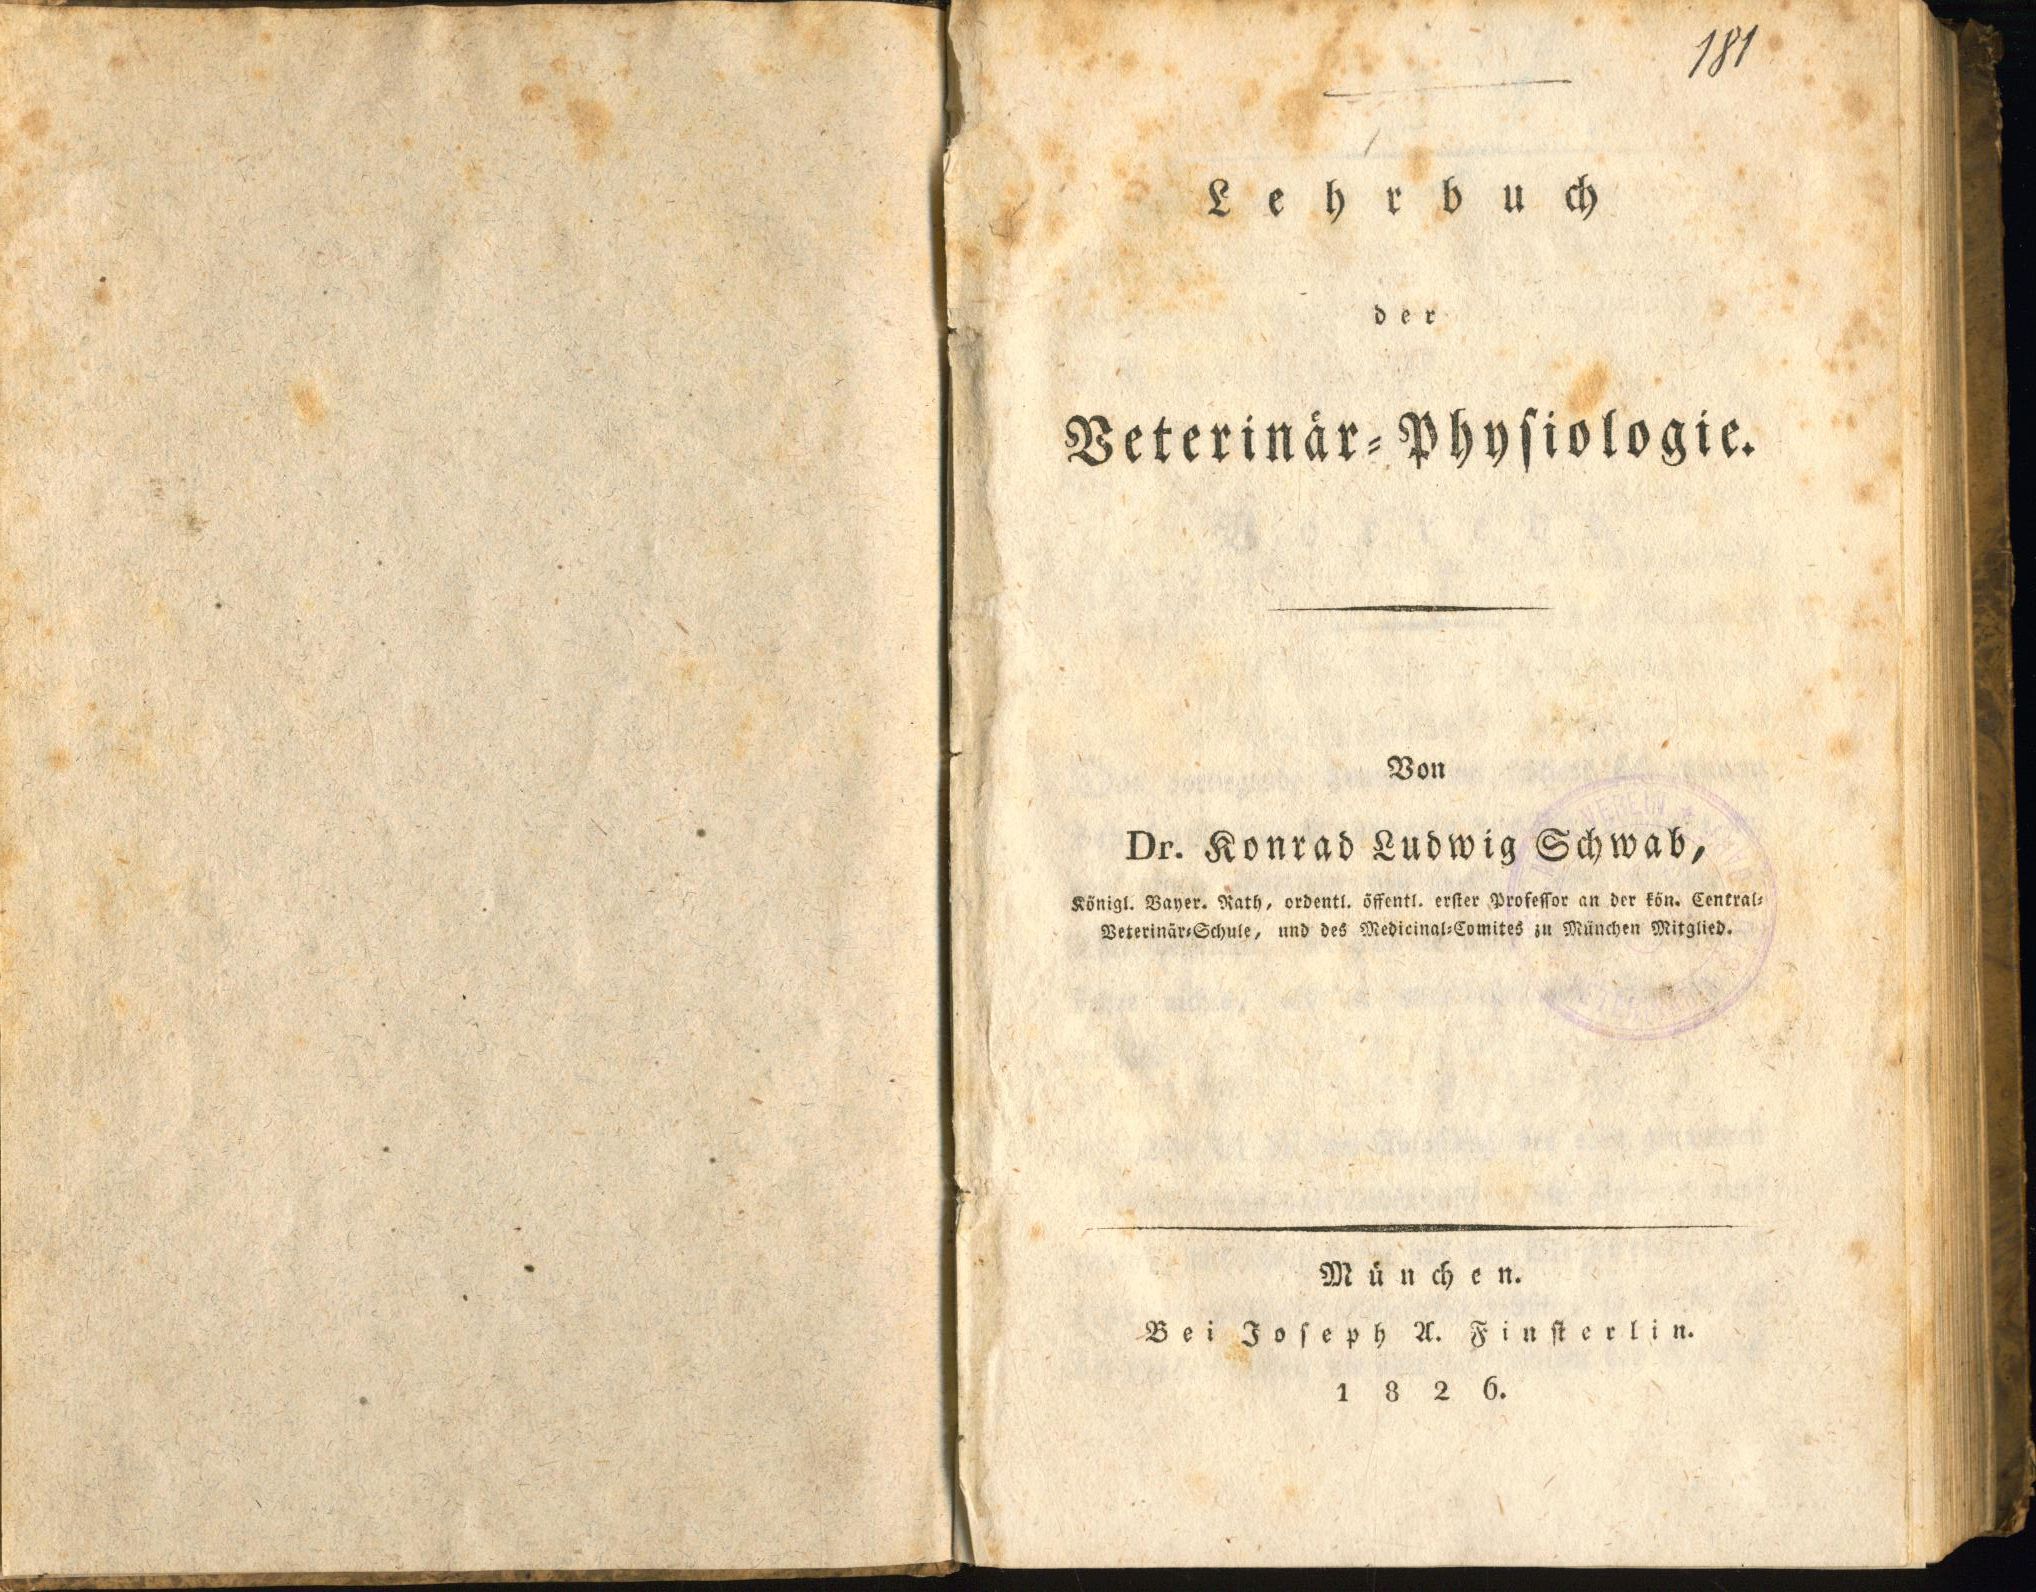 181
Lehrbuch
der
Veterinär-Physiologie.
Von
Dr. Konrad Ludwig Schwab,
Königl. Bayer. Rath, ordentl. öffentl. erster Professor an der kön. Central-
Veterinär-Schule, und des Medicinal-Comites zu München Mitglied.
VEREIN
München.
Bei Joseph A. Finsterlin.
1826.